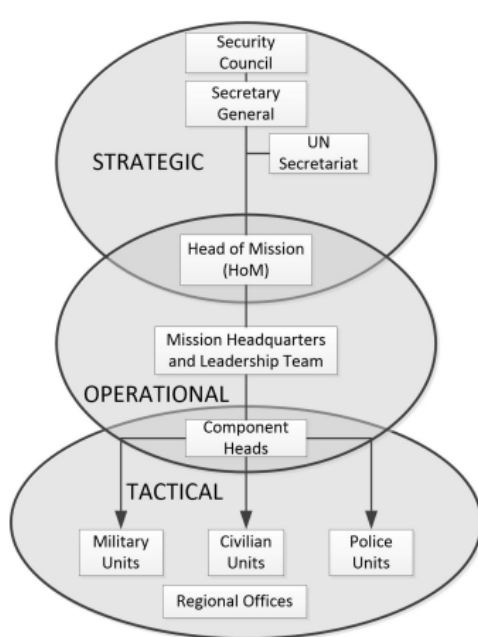 Security
Council
Secretary
General
UN
Secretariat
STRATEGIC
Head of Mission
(HoM)
Mission Headquarters
and Leadership Team
OPERATIONAL
Component
Heads
TACTICAL
Military
Units
Civilian
Units
Police
Units
Regional Offices